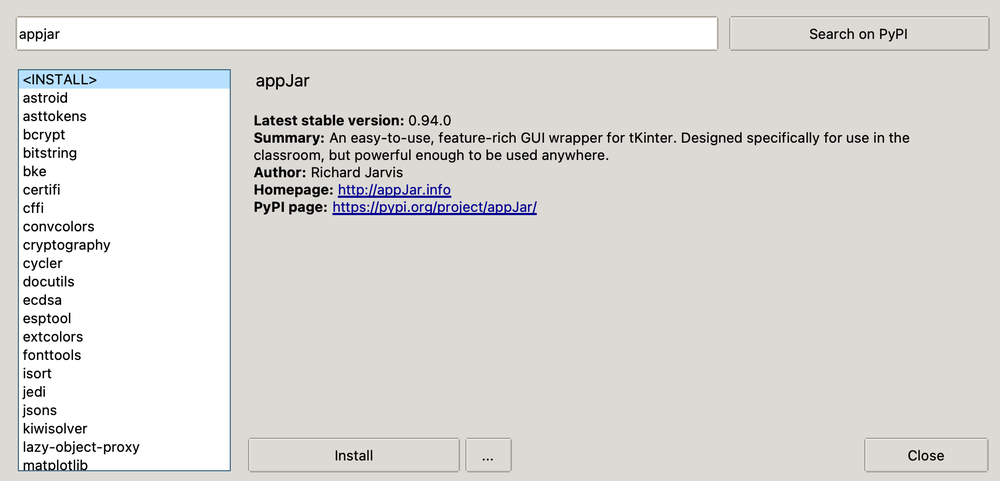 appjar
Search on PyPI
<INSTALL>
astroid
asttokens
bcrypt
bitstring
bke
certifi
cffi
convcolors
cryptography
cycler
docutils
ecdsa
esptool
extcolors
fonttools
isort
jedi
jsons
kiwisolver
lazy-object-proxy
matplotlib
appJar
Latest stable version: 0.94.0
Summary: An easy-to-use, feature-rich GUI wrapper for tKinter. Designed specifically for use in the
classroom, but powerful enough to be used anywhere.
Author: Richard Jarvis
Homepage: http://appJar.info
PyPI page: https://pypi.org/project/appJar/
Install
...
Close